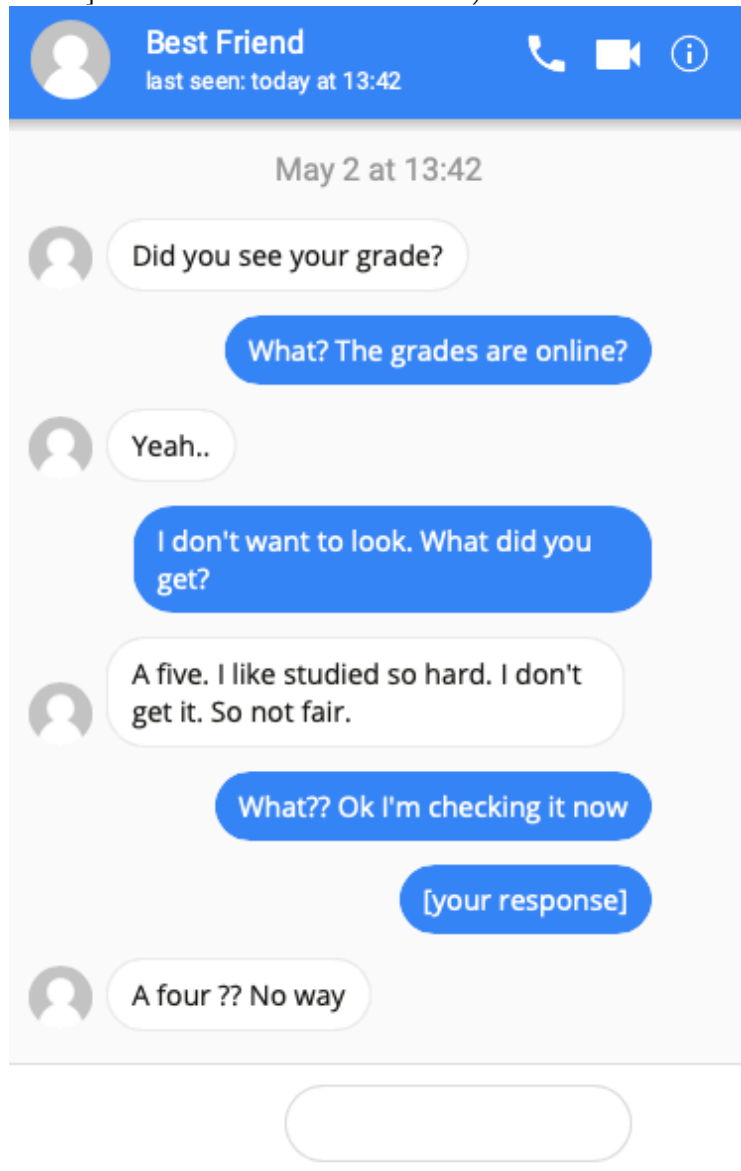 Best Friend
last seen: today at 13:42
May 2 at 13:42
Did you see your grade?
What? The grades are online?
Yeah..
I don't want to look. What did you
get?
A five. I like studied so hard. I don't
get it. So not fair.
What?? Ok I'm checking it now
[your response]
A four ?? No way